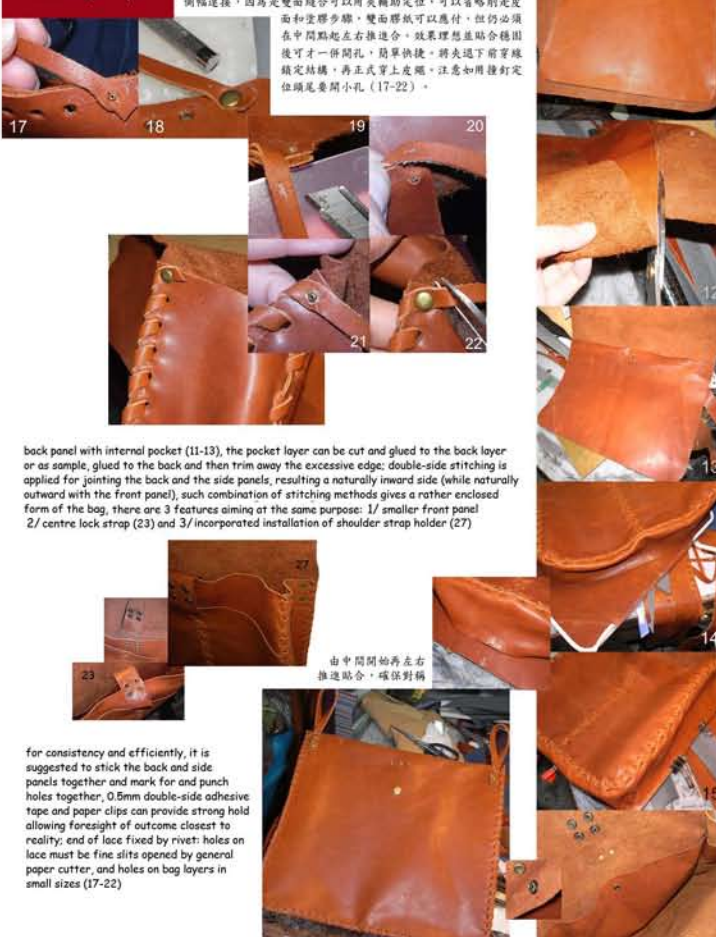 側幅連接，因為是雙面縫合可以用夾輔助定位，可以省略削走皮
面和塗膠步驟，雙面膠紙可以應付，但仍必須
在中間點起左右推進合。效果理想並貼合穩固
後可才一併開孔，簡單快捷。將夾退下前穿線
鎖定結構，再正式穿上皮繩。注意如用撞釘定
位頭尾要開小孔（17-22）。
17
18
19
20
21
22
12
13
14
15
back panel with internal pocket (11-13), the pocket layer can be cut and glued to the back layer
or as sample, glued to the back and then trim away the excessive edge; double-side stitching is
applied for jointing the back and the side panels, resulting a naturally inward side (while naturally
outward with the front panel), such combination of stitching methods gives a rather enclosed
form of the bag, there are 3 features aiming at the same purpose: 1/ smaller front panel
2/ centre lock strap (23) and 3/incorporated installation of shoulder strap holder (27)
27
23
由中間開始再左右
推進貼合，確保對稱
for consistency and efficiently, it is
suggested to stick the back and side
panels together and mark for and punch
holes together, 0.5mm double-side adhesive
tape and paper clips can provide strong hold
allowing foresight of outcome closest to
reality; end of lace fixed by rivet: holes on
lace must be fine slits opened by general
paper cutter, and holes on bag layers in
small sizes (17-22)